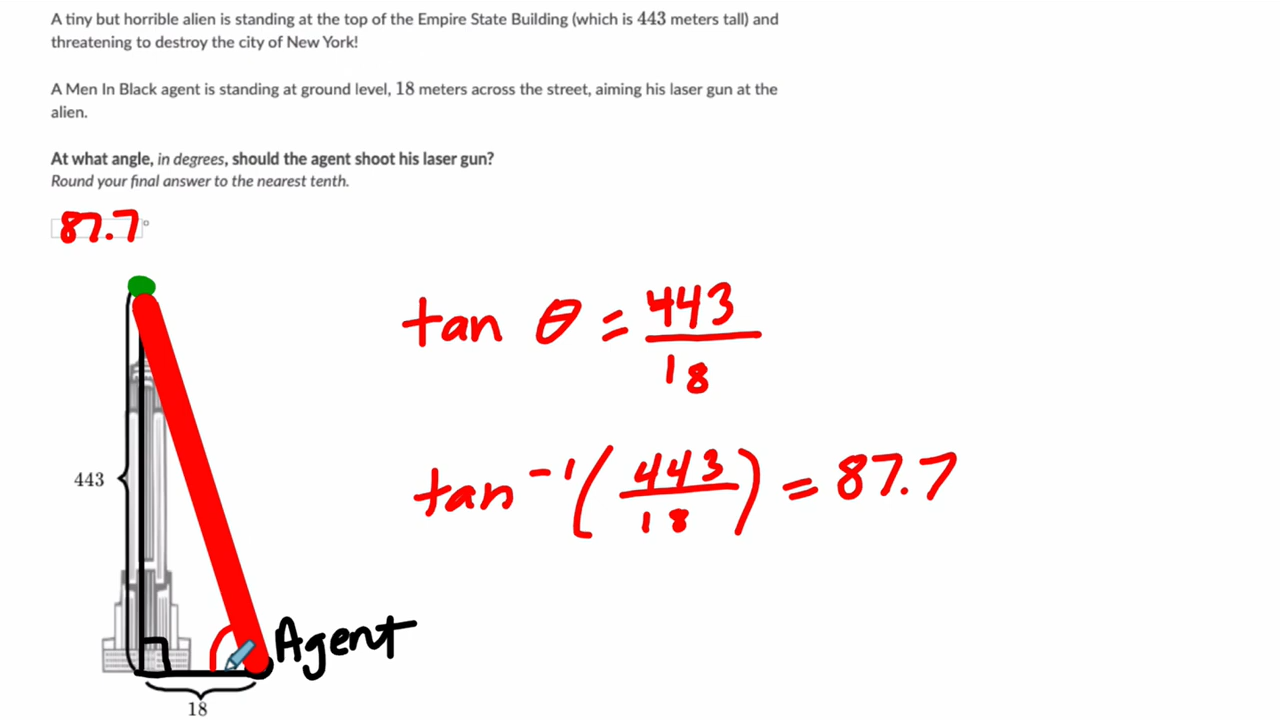 A tiny but horrible alien is standing at the top of the Empire State Building (which is 443 meters tall) and
threatening to destroy the city of New York!
A Men In Black agent is standing at ground level, 18 meters across the street, aiming his laser gun at the
alien.
At what angle, in degrees, should the agent shoot his laser gun?
Round your final answer to the nearest tenth.
87.7°
tan θ = 443/18
443
tan⁻¹(443/18) = 87.7
Agent
18